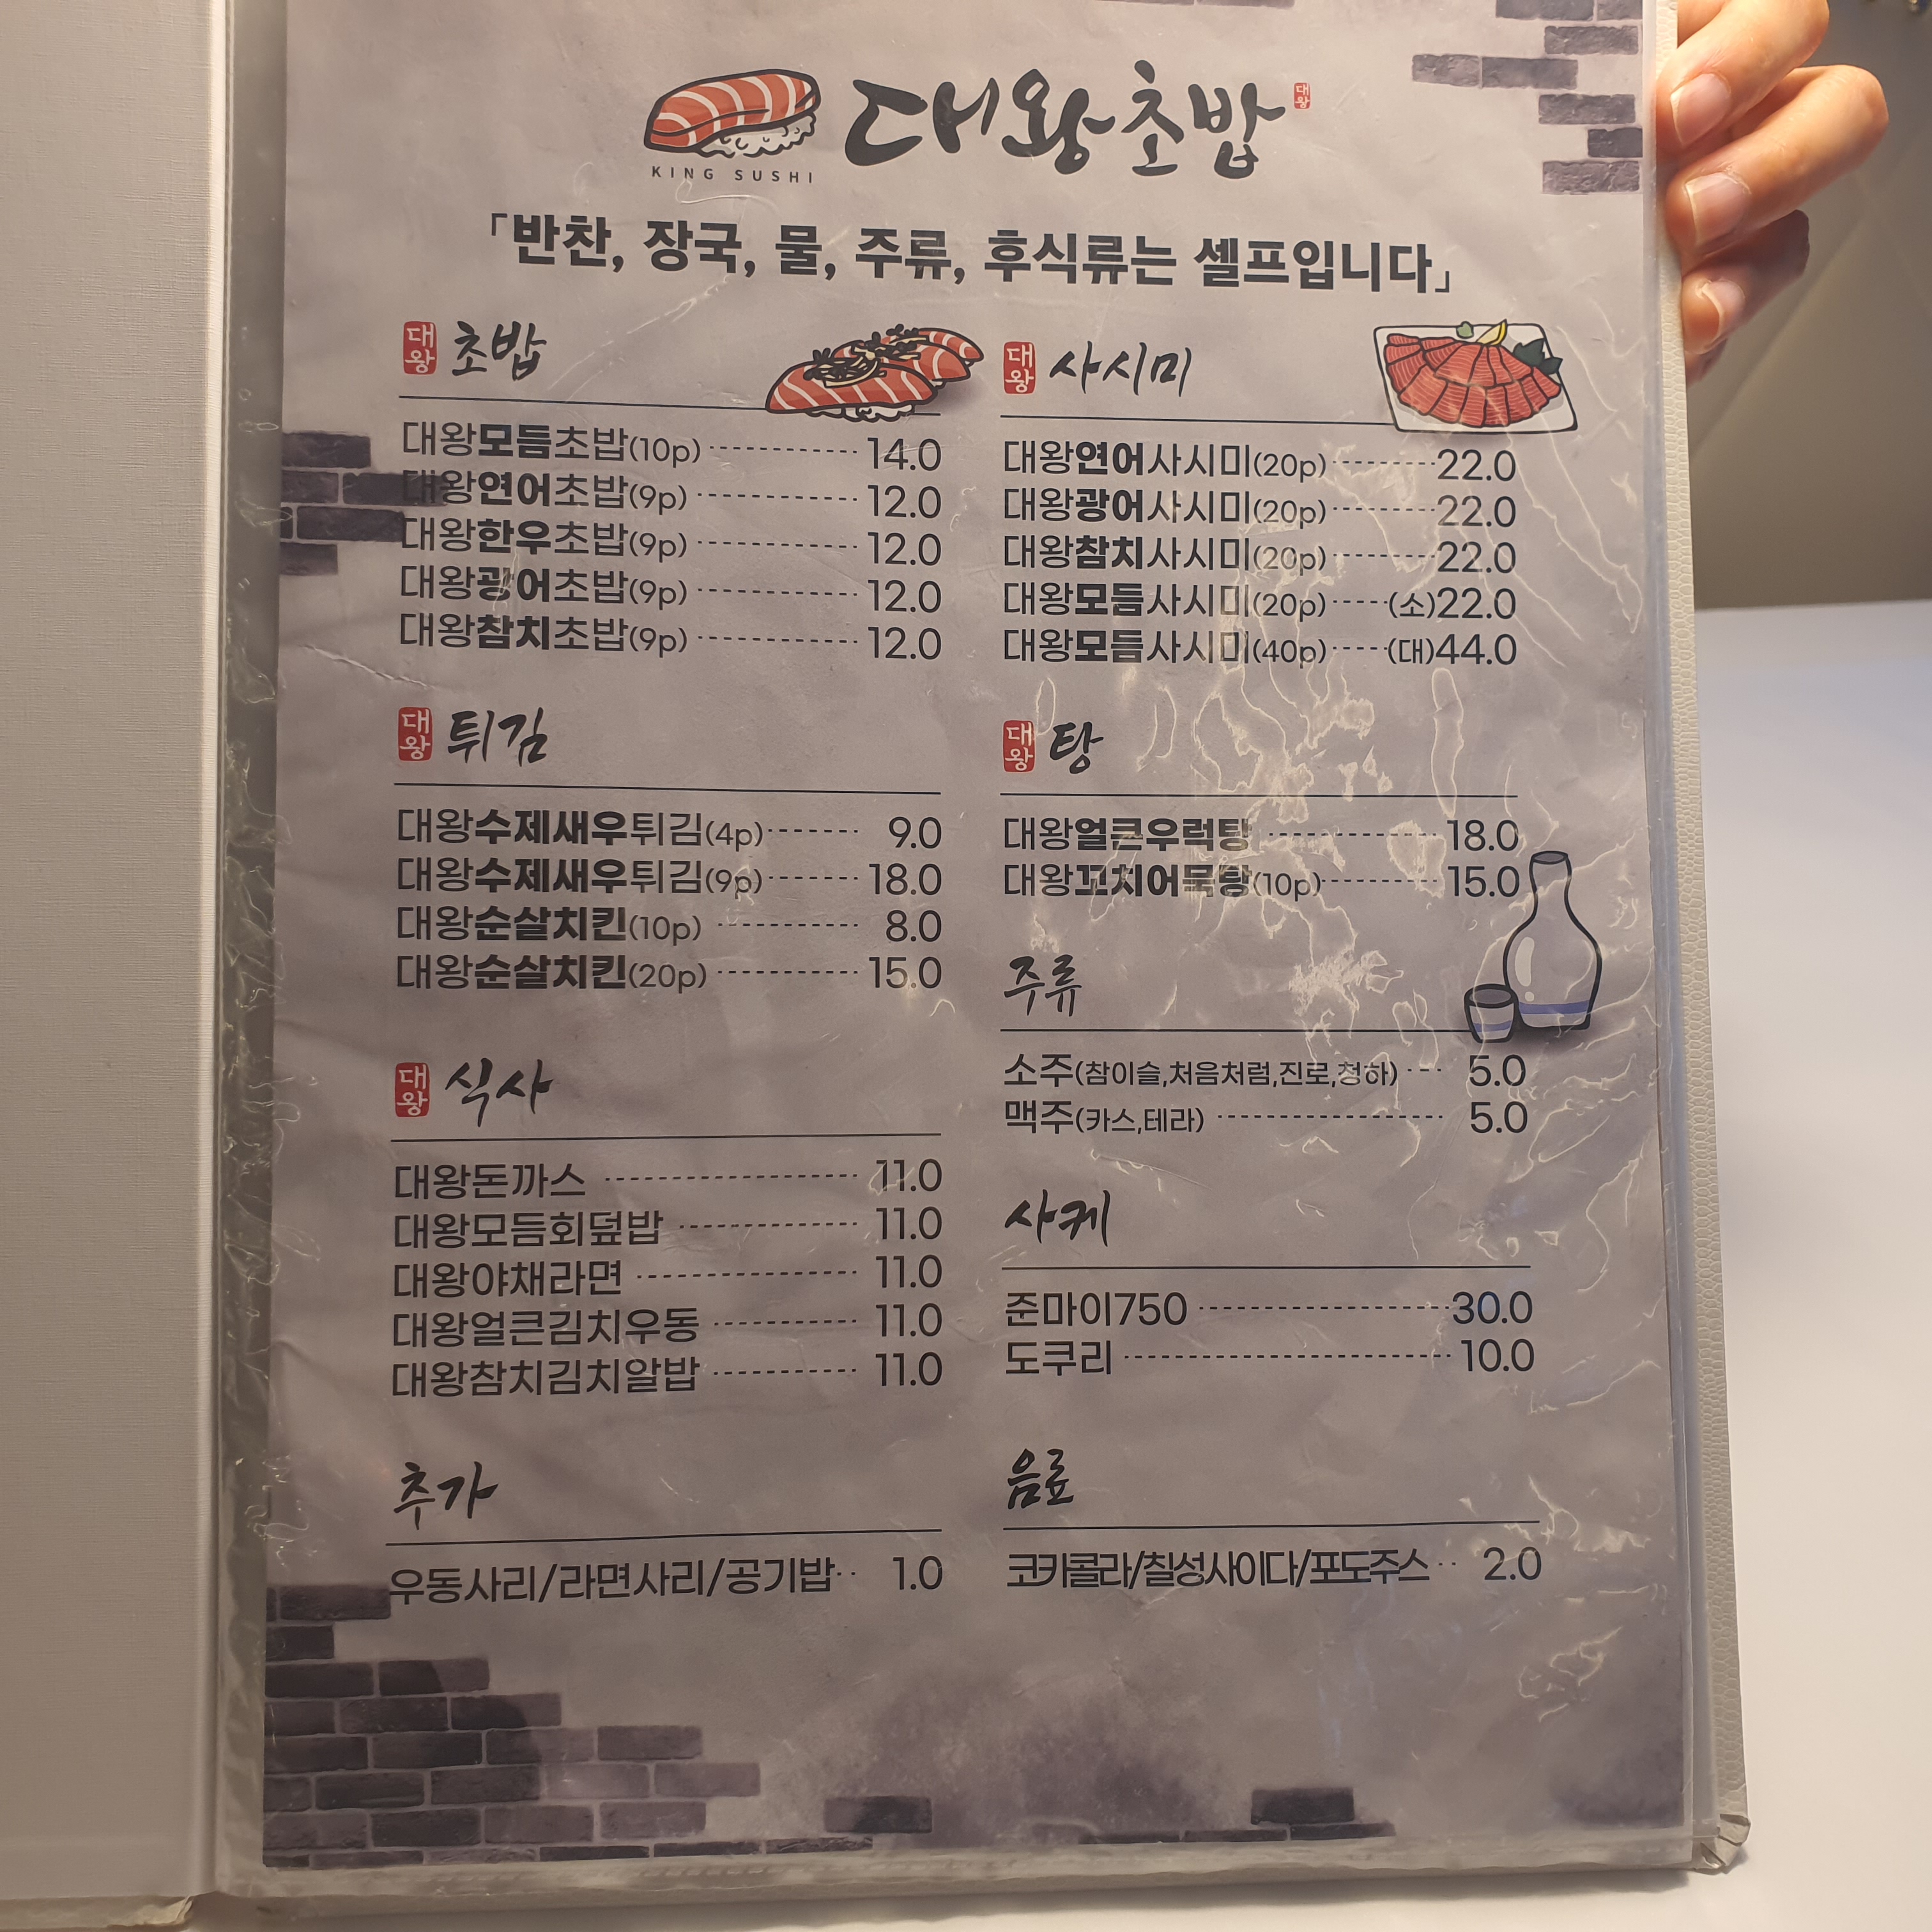 대왕초밥
대왕
KING SUSHI
「반찬, 장국, 물, 주류, 후식류는 셀프입니다」
대왕 초밥
대왕모듬초밥(10p) 14.0
대왕연어초밥(9p) 12.0
대왕한우초밥(9p) 12.0
대왕광어초밥(9p) 12.0
대왕참치초밥(9p) 12.0
대왕 튀김
대왕수제새우튀김(4p) 9.0
대왕수제새우튀김(9p) 18.0
대왕순살치킨(10p) 8.0
대왕순살치킨(20p) 15.0
대왕 식사
대왕돈까스 11.0
대왕모듬회덮밥 11.0
대왕야채라면 11.0
대왕얼큰김치우동 11.0
대왕참치김치알밥 11.0
추가
우동사리/라면사리/공기밥 1.0
대왕 사시미
대왕연어사시미(20p) 22.0
대왕광어사시미(20p) 22.0
대왕참치사시미(20p) 22.0
대왕모듬사시미(20p) (소)22.0
대왕모듬사시미(40p) (대)44.0
대왕 탕
대왕얼큰우럭탕 18.0
대왕꼬치어묵탕(10p) 15.0
주류
소주(참이슬,처음처럼,진로,청하) 5.0
맥주(카스,테라) 5.0
사케
준마이750 30.0
도쿠리 10.0
음료
코카콜라/칠성사이다/포도주스 2.0